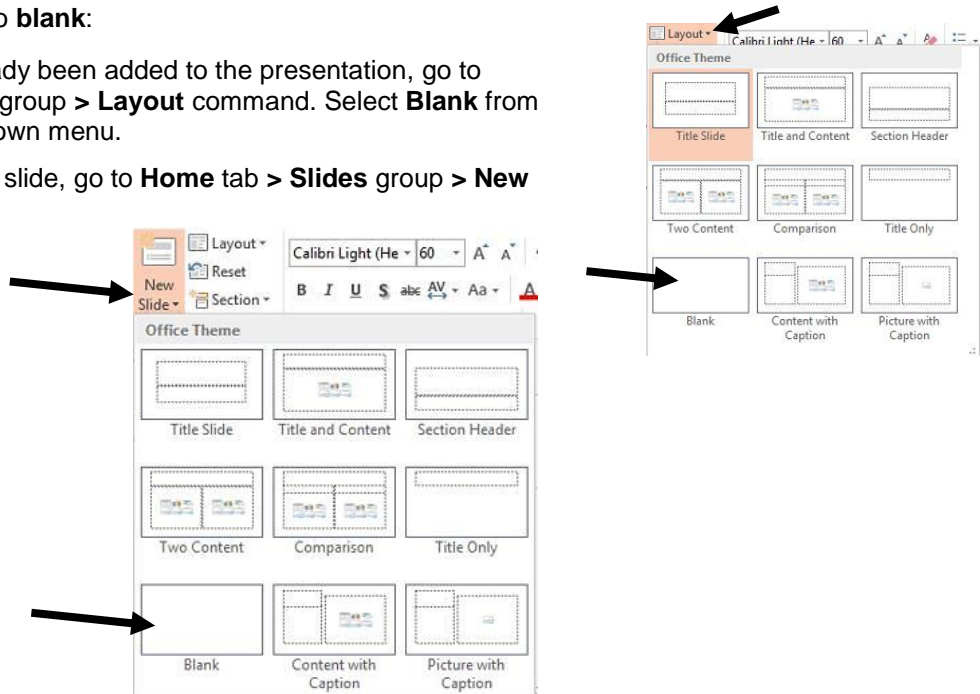 o blank:
ady been added to the presentation, go to
group > Layout command. Select Blank from
own menu.
slide, go to Home tab > Slides group > New
Layout
New
Slide
Reset
Section
Calibri Light (He
60
A A
B I U S abc AV Aa A
Office Theme
Title Slide Title and Content Section Header
Two Content Comparison Title Only
Blank Content with Caption Picture with Caption
Layout
Calibri Light (He 60 A A
Office Theme
Title Slide Title and Content Section Header
Two Content Comparison Title Only
Blank Content with Caption Picture with Caption